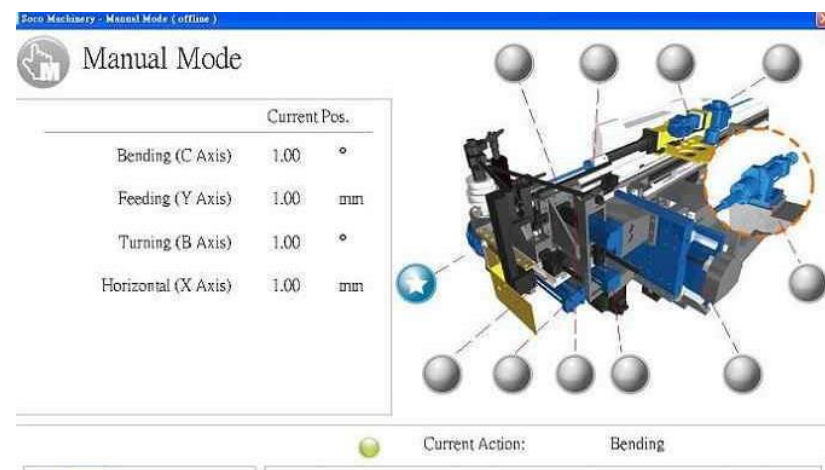 Soco Machinery - Manual Mode ( offline )
M
Manual Mode
Current Pos.
Bending (C Axis) 1.00 °
Feeding (Y Axis) 1.00 mm
Turning (B Axis) 1.00 °
Horizontal (X Axis) 1.00 mm
Current Action: Bending